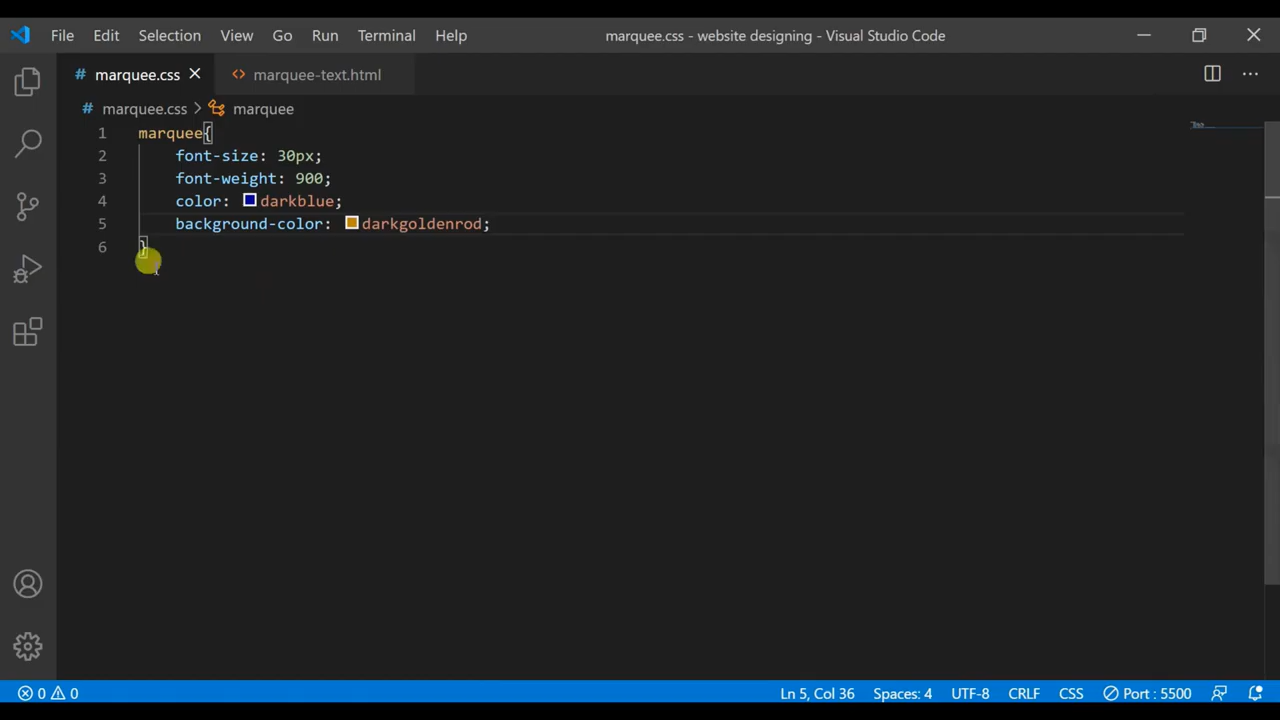 File Edit Selection View Go Run Terminal Help marquee.css - website designing - Visual Studio Code
# marquee.css <> marquee-text.html
# marquee.css > marquee
1 marquee{
2     font-size: 30px;
3     font-weight: 900;
4     color: darkblue;
5     background-color: darkgoldenrod;
6 }
0 0 Ln 5, Col 36 Spaces: 4 UTF-8 CRLF CSS Port : 5500